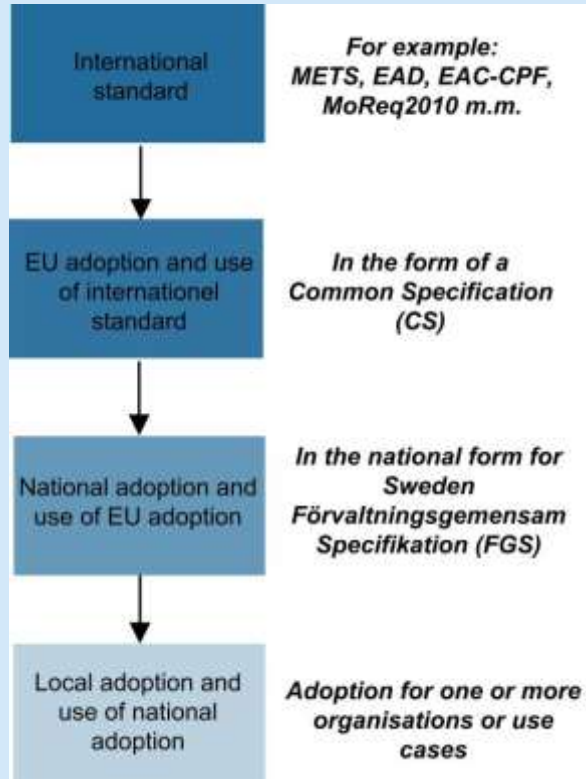 International
standard
For example:
METS, EAD, EAC-CPF,
MoReq2010 m.m.
EU adoption and use
of internationel
standard
In the form of a
Common Specification
(CS)
National adoption and
use of EU adoption
In the national form for
Sweden
Förvaltningsgemensam
Specifikation (FGS)
Local adoption and
use of national
adoption
Adoption for one or more
organisations or use
cases